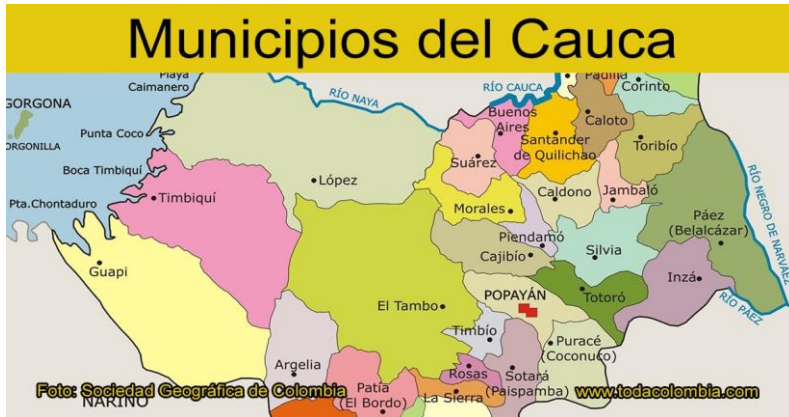 Municipios del Cauca
Playa
Caimanero
GORGONA
ORGONILLA
Punta Coco
Boca Timbiquí
Pta.Chontaduro
RÍO NAYA
RÍO CAUCA
Padilla
Corinto
Buenos
Aires
Caloto
Santander
de Quilichao
Toribío
Suárez
López
Timbiquí
Caldono
Jambaló
RÍO NEGRO DE NARVAEZ
Morales
Páez
(Belalcázar)
Piendamó
Cajibío
Silvia
Guapi
Inzá
El Tambo
POPAYÁN
Totoró
RÍO PAEZ
Timbío
Puracé
(Coconuco)
Argelia
Rosas
Sotará
(Paispamba)
Patía
(El Bordo)
La Sierra
NARIÑO
Foto: Sociedad Geográfica de Colombia
www.todacolombia.com